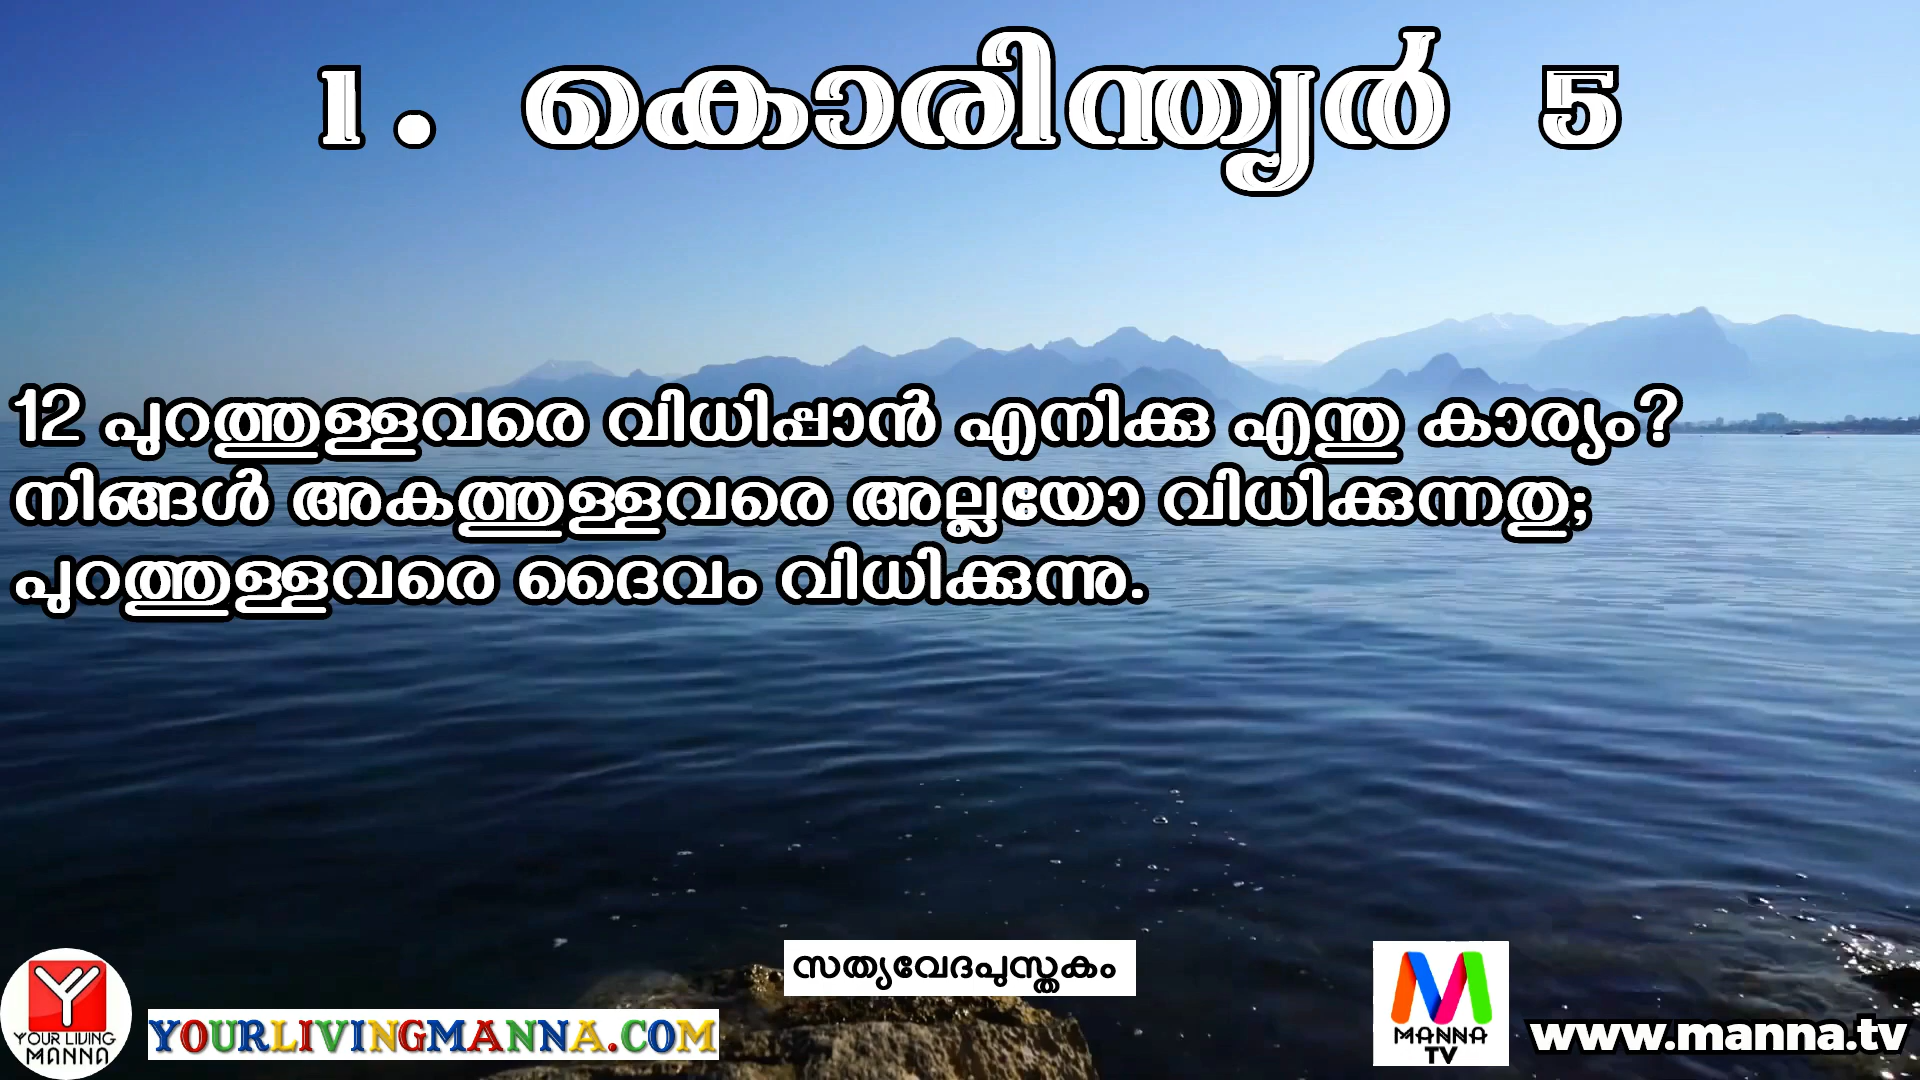 1. കൊരിന്ത്യർ 5
12 പുറത്തുള്ളവരെ വിധിപ്പാൻ എനിക്കു എന്തു കാര്യം?
നിങ്ങൾ അകത്തുള്ളവരെ അല്ലയോ വിധിക്കുന്നതു;
പുറത്തുള്ളവരെ ദൈവം വിധിക്കുന്നു.
സത്യവേദപുസ്തകം
YOUR LIVING
MANNA
YOURLIVINGMANNA.COM
MANNA
TV
www.manna.tv